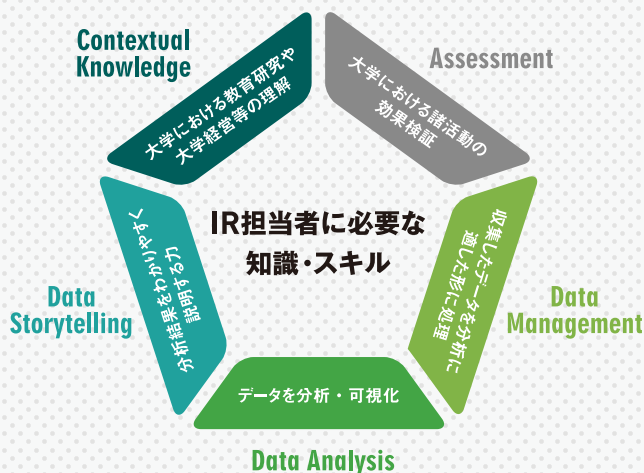 Contextual
Knowledge
大学における教育研究や
大学経営等の理解
Assessment
大学における諸活動の
効果検証
IR担当者に必要な
知識・スキル
分析結果をわかりやすく
説明する力
Data
Storytelling
収集したデータを分析に
適した形に処理
Data
Management
データを分析・可視化
Data Analysis